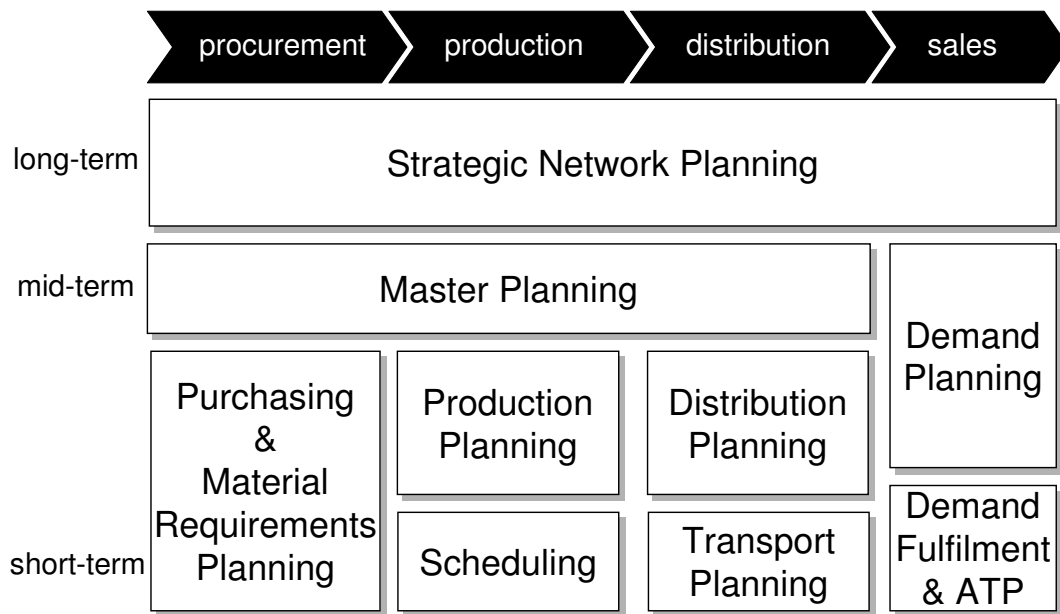 procurement
production
distribution
sales
long-term
Strategic Network Planning
mid-term
Master Planning
Demand
Planning
Purchasing
&
Material
Requirements
Planning
Production
Planning
Distribution
Planning
short-term
Scheduling
Transport
Planning
Demand
Fulfilment
& ATP